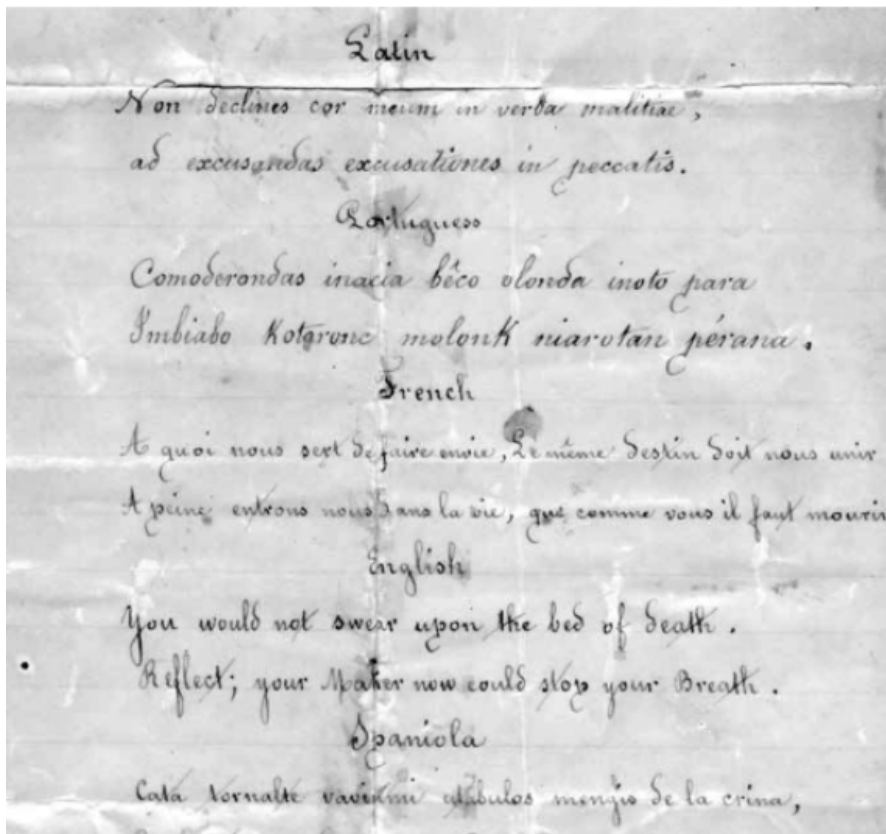 Latin
Non declines cor meum in verba malitiae,
ad excusandas excusationes in peccatis.
Portuguess
Comoderondas inacia bêco olonda inoto para
Imbiabo Kotgronc molonk niarotan pérana.
French
A quoi nous sert de faire envie, Le même destin doit nous unir
A peine entrons nous dans la vie, que comme vous il faut mourir
English
You would not swear upon the bed of death.
Reflect; your Maker now could stop your Breath.
Spaniola
Cata tornalte vavinmi mengis de la crina,